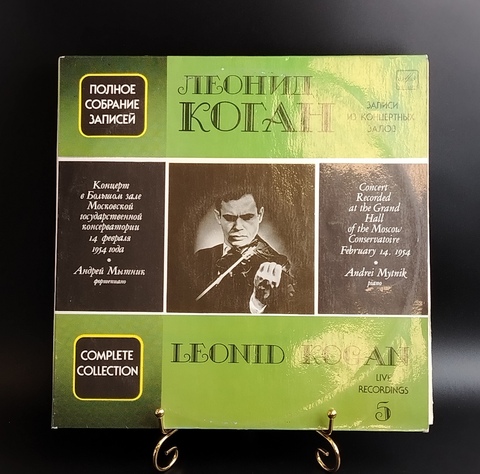 ПОЛНОЕ
СОБРАНИЕ
ЗАПИСЕЙ
ЛЕОНИД
КОГАН
ЗАПИСИ
ИЗ КОНЦЕРТНЫХ
ЗАЛОВ
Концерт
в Большом зале
Московской
государственной
консерватории
14 февраля
1954 года
•
Андрей Мытник
фортепиано
Concert
Recorded
at the Grand
Hall
of the Moscow
Conservatoire
February 14, 1954
•
Andrei Mytnik
piano
COMPLETE
COLLECTION
LEONID KOGAN
LIVE
RECORDINGS
5